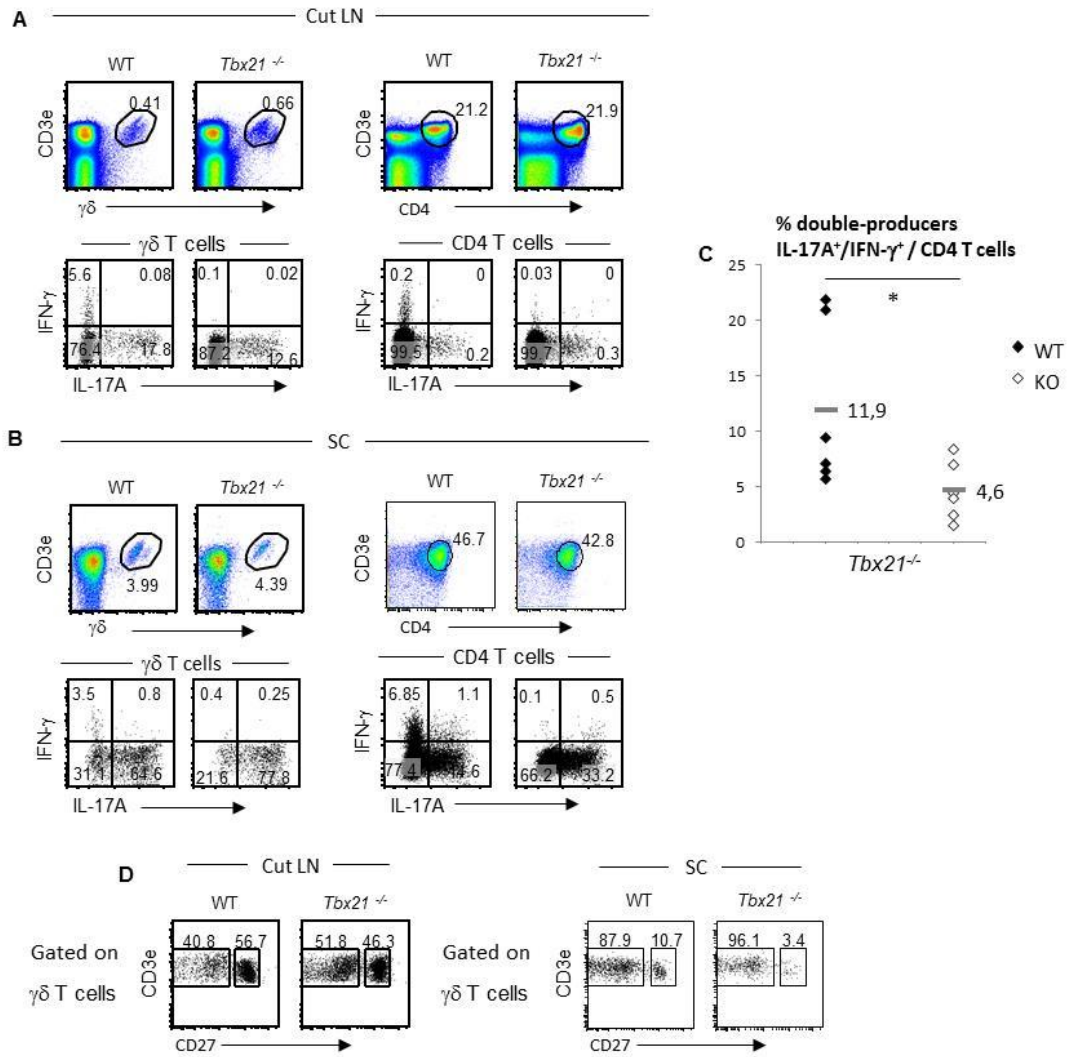 A
Cut LN
WT
Tbx21 -/-
WT
Tbx21 -/-
CD3e
0.41
0.66
CD3e
21.2
21.9
γδ
CD4
γδ T cells
CD4 T cells
IFN-γ
5.6
0.08
0.1
0.02
76.4
17.8
87.2
12.6
IFN-γ
0.2
0
0.03
0
99.5
0.2
99.7
0.3
IL-17A
IL-17A
B
SC
WT
Tbx21 -/-
WT
Tbx21 -/-
CD3e
3.99
4.39
CD3e
46.7
42.8
γδ
CD4
γδ T cells
CD4 T cells
IFN-γ
3.5
0.8
0.4
0.25
31.1
64.6
21.6
77.8
IFN-γ
6.85
1.1
0.1
0.5
77.4
14.6
66.2
33.2
IL-17A
IL-17A
C
% double-producers
IL-17A+/IFN-γ+ / CD4 T cells
25
20
15
10
5
0
*
11,9
4,6
WT
KO
Tbx21-/-
D
Cut LN
SC
WT
Tbx21 -/-
WT
Tbx21 -/-
Gated on
γδ T cells
CD3e
40.8
56.7
51.8
46.3
Gated on
γδ T cells
CD3e
87.9
10.7
96.1
3.4
CD27
CD27